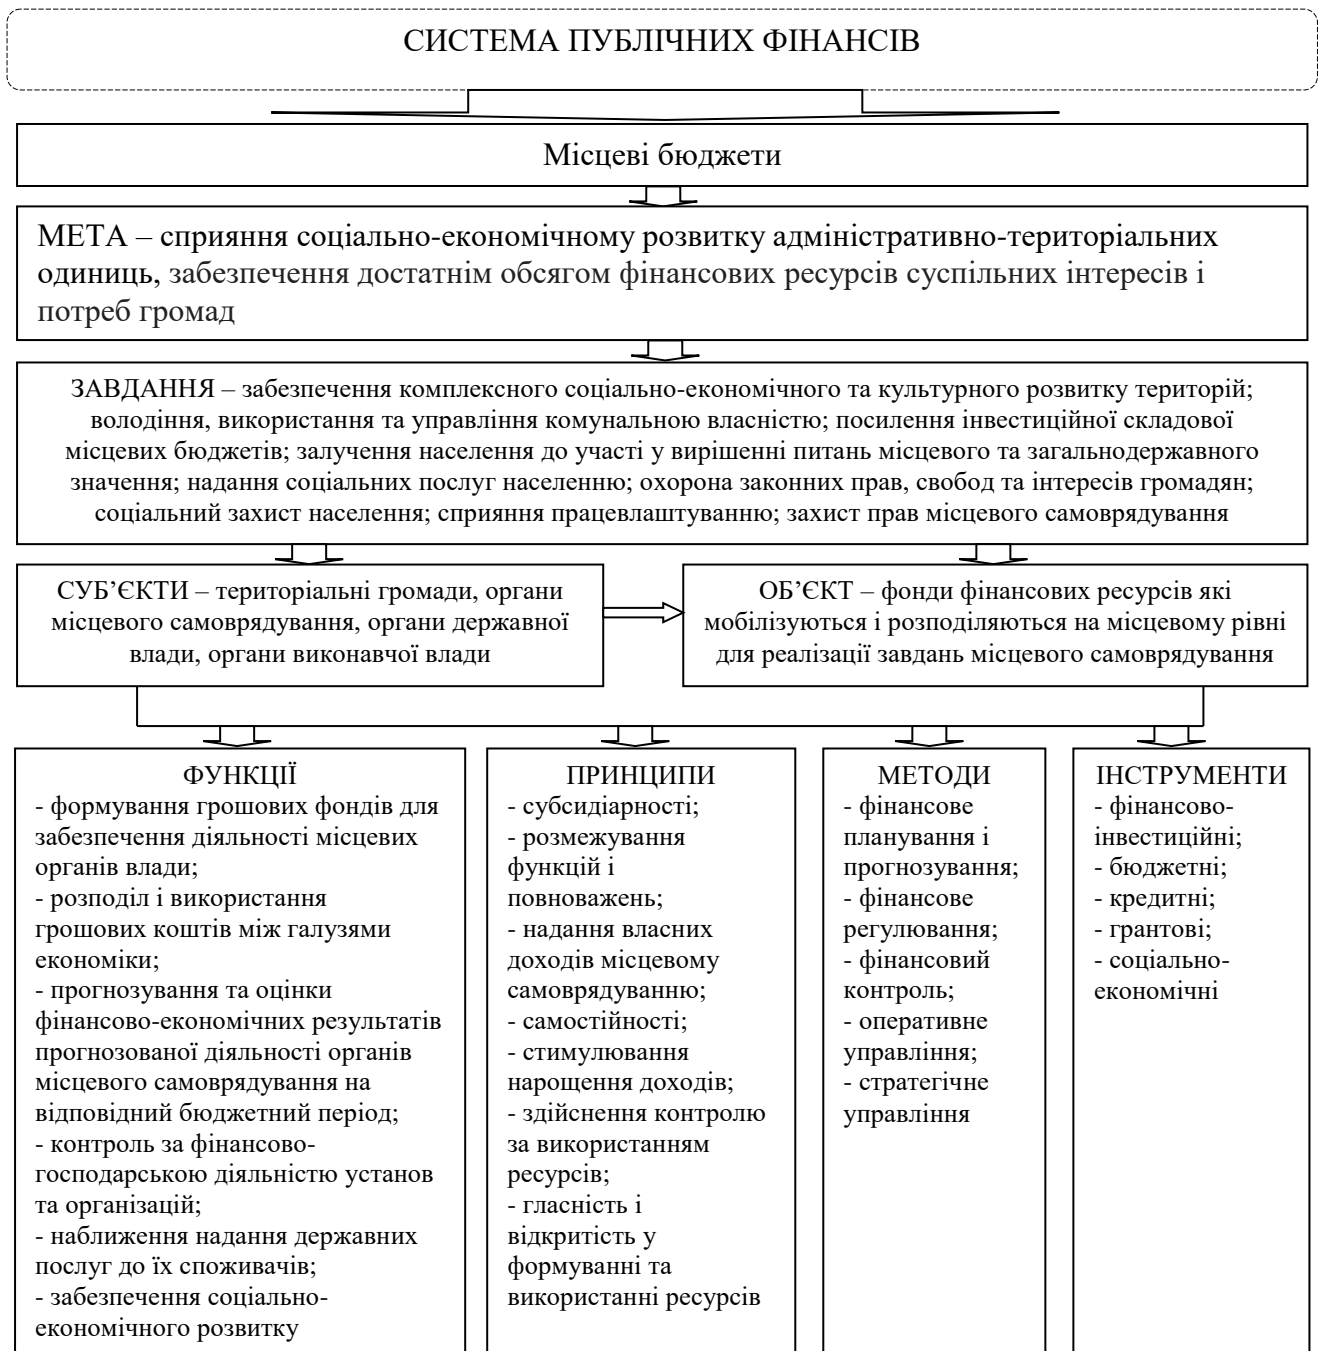 СИСТЕМА ПУБЛІЧНИХ ФІНАНСІВ
Місцеві бюджети
МЕТА – сприяння соціально-економічному розвитку адміністративно-територіальних
одиниць, забезпечення достатнім обсягом фінансових ресурсів суспільних інтересів і
потреб громад
ЗАВДАННЯ – забезпечення комплексного соціально-економічного та культурного розвитку територій;
володіння, використання та управління комунальною власністю; посилення інвестиційної складової
місцевих бюджетів; залучення населення до участі у вирішенні питань місцевого та загальнодержавного
значення; надання соціальних послуг населенню; охорона законних прав, свобод та інтересів громадян;
соціальний захист населення; сприяння працевлаштуванню; захист прав місцевого самоврядування
СУБ’ЄКТИ – територіальні громади, органи
місцевого самоврядування, органи державної
влади, органи виконавчої влади
ОБ’ЄКТ – фонди фінансових ресурсів які
мобілізуються і розподіляються на місцевому рівні
для реалізації завдань місцевого самоврядування
ФУНКЦІЇ
- формування грошових фондів для
забезпечення діяльності місцевих
органів влади;
- розподіл і використання
грошових коштів між галузями
економіки;
- прогнозування та оцінки
фінансово-економічних результатів
прогнозованої діяльності органів
місцевого самоврядування на
відповідний бюджетний період;
- контроль за фінансово-
господарською діяльністю установ
та організацій;
- наближення надання державних
послуг до їх споживачів;
- забезпечення соціально-
економічного розвитку
ПРИНЦИПИ
- субсидіарності;
- розмежування
функцій і
повноважень;
- надання власних
доходів місцевому
самоврядуванню;
- самостійності;
- стимулювання
нарощення доходів;
- здійснення контролю
за використанням
ресурсів;
- гласність і
відкритість у
формуванні та
використанні ресурсів
МЕТОДИ
- фінансове
планування і
прогнозування;
- фінансове
регулювання;
- фінансовий
контроль;
- оперативне
управління;
- стратегічне
управління
ІНСТРУМЕНТИ
- фінансово-
інвестиційні;
- бюджетні;
- кредитні;
- грантові;
- соціально-
економічні